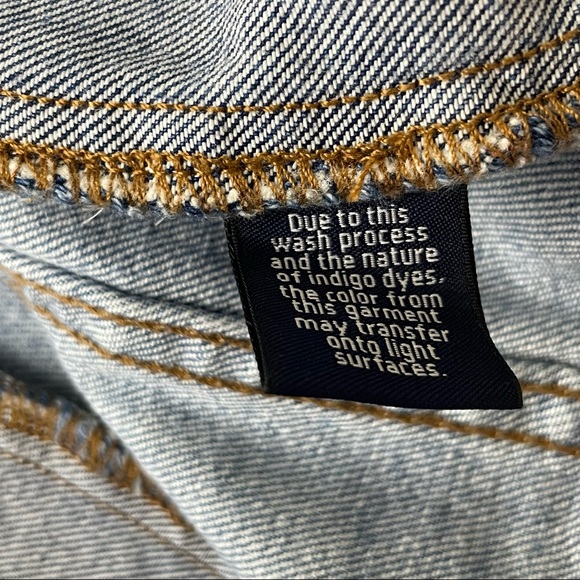 Due to this
wash process
and the nature
of indigo dyes,
the color from
this garment
may transfer
onto light
surfaces.